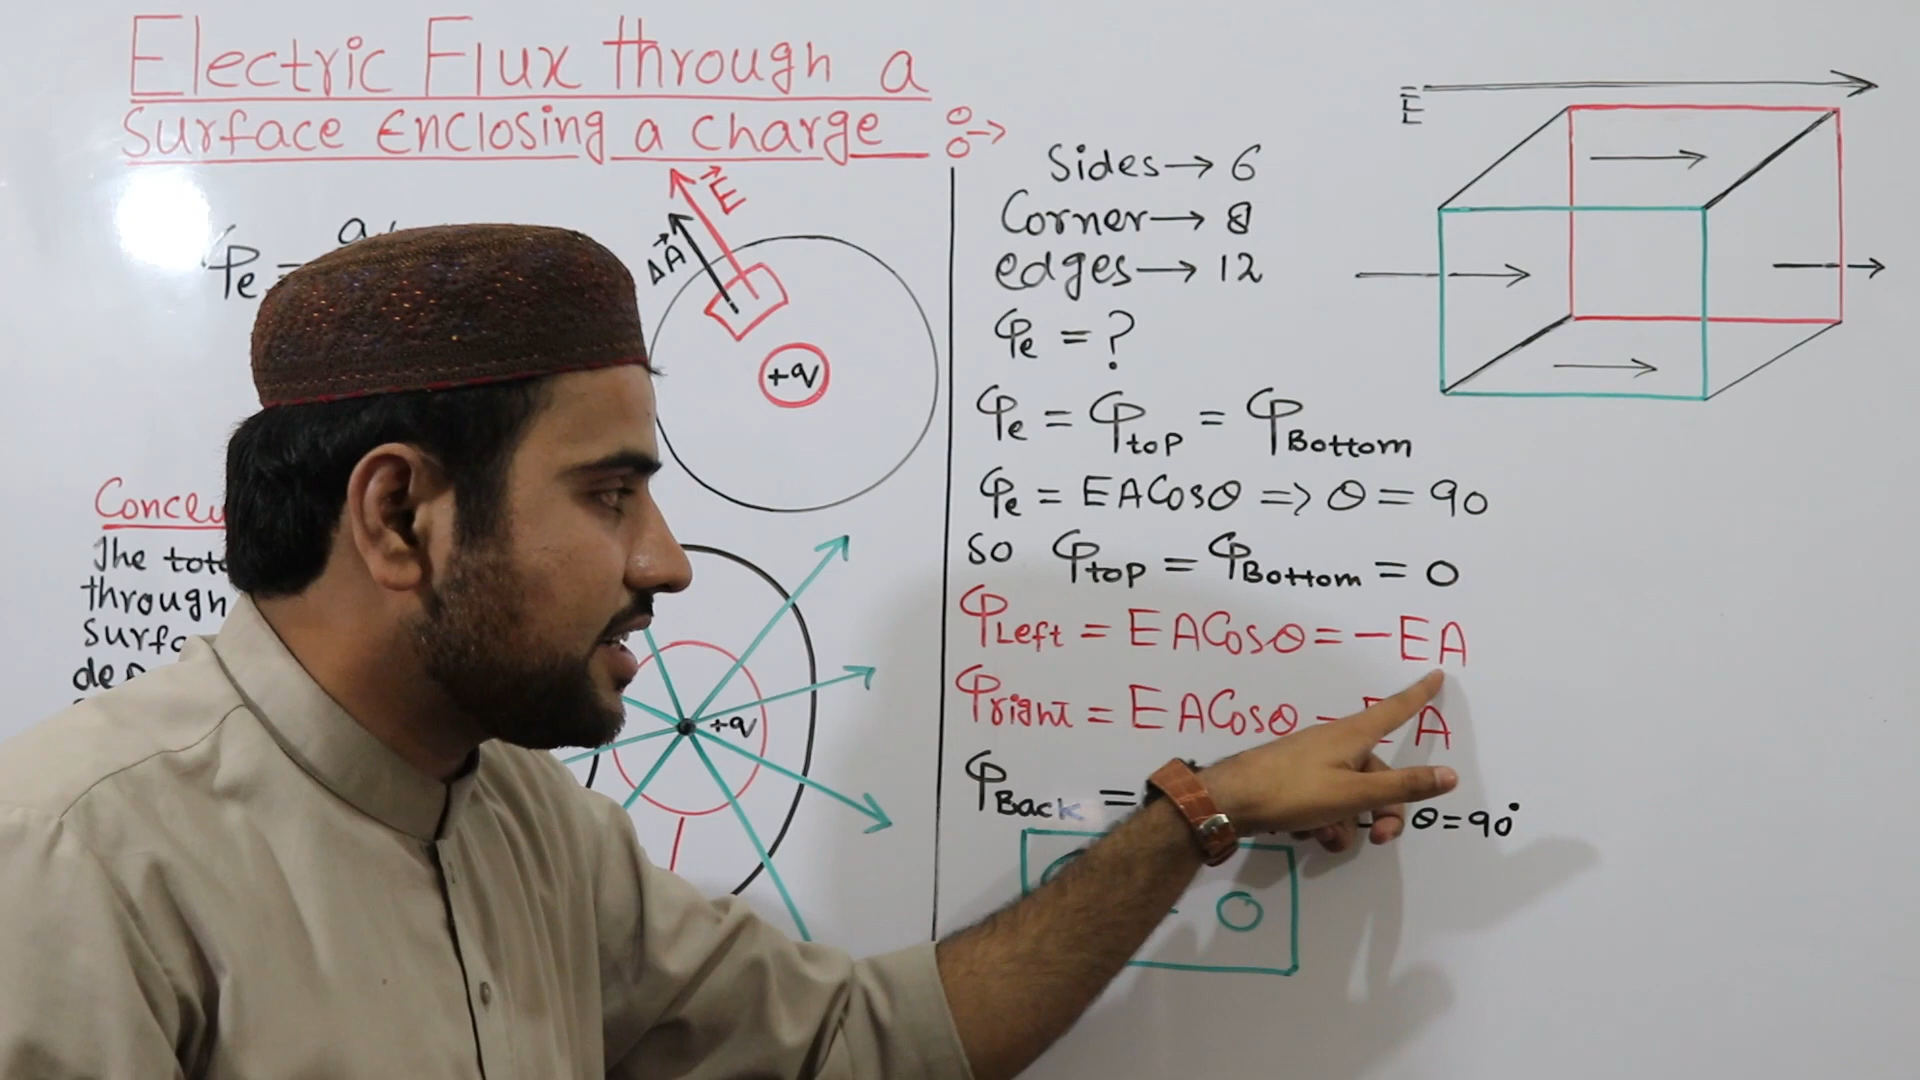 Electric Flux through a
Surface Enclosing a charge :→
φe =
ΔA E
+q
Conclu
The tot
through
surfa
de
+q
Sides → 6
Corner → 8
edges → 12
φe = ?
φe = φtop = φBottom
φe = EACosθ => θ = 90
so φtop = φBottom = 0
φLeft = EACosθ = -EA
φright = EACosθ = EA
φBack =
θ=90°
0
E